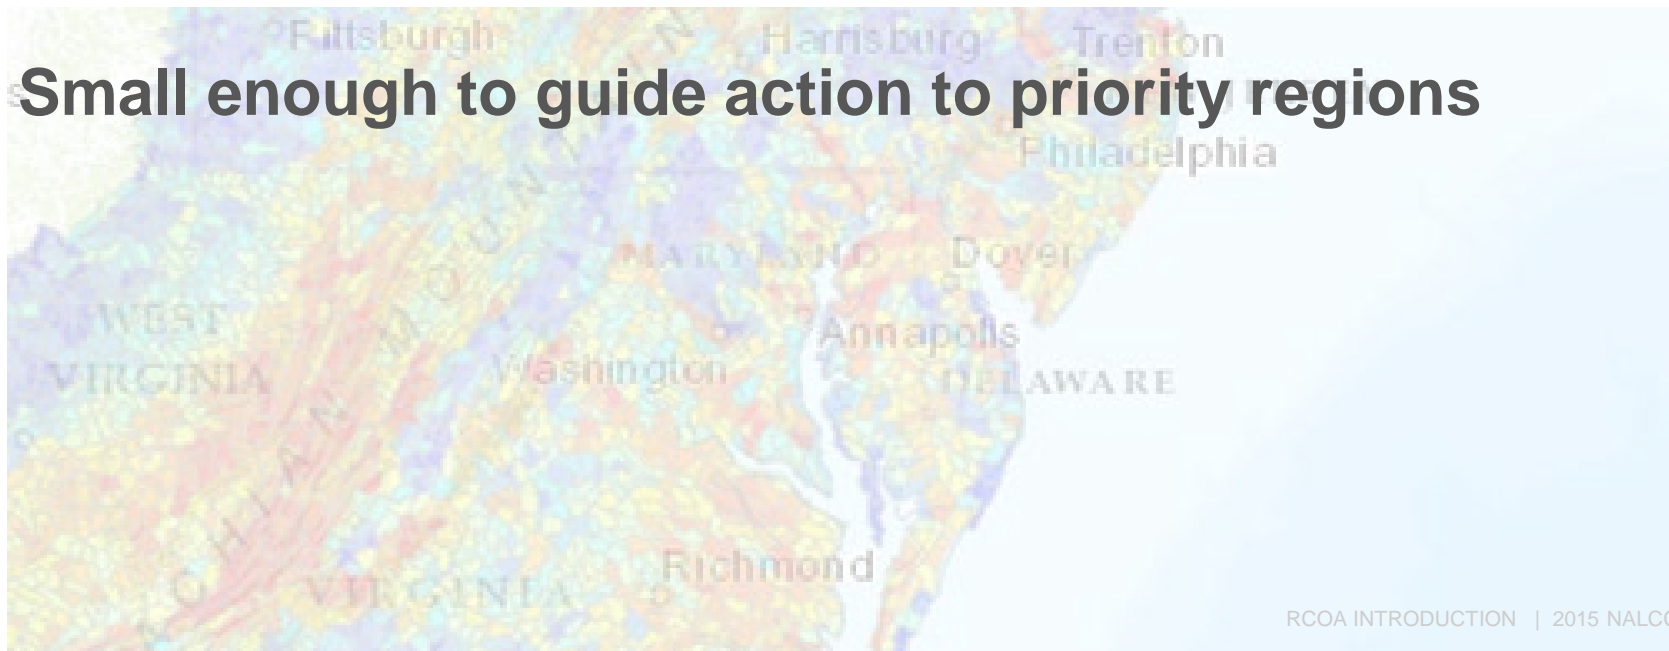 Pittsburgh Harrisburg Trenton
Small enough to guide action to priority regions
Philadelphia
MARYLAND Dover
WEST
VIRGINIA
Annapolis
Washington
DELAWARE
Richmond
VIRGINIA
RCOA INTRODUCTION | 2015 NALCC